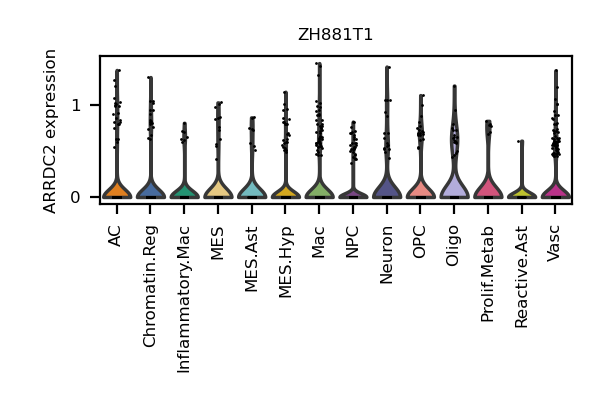 ZH881T1
ARRDC2 expression
1
0
AC
Chromatin.Reg
Inflammatory.Mac
MES
MES.Ast
MES.Hyp
Mac
NPC
Neuron
OPC
Oligo
Prolif.Metab
Reactive.Ast
Vasc